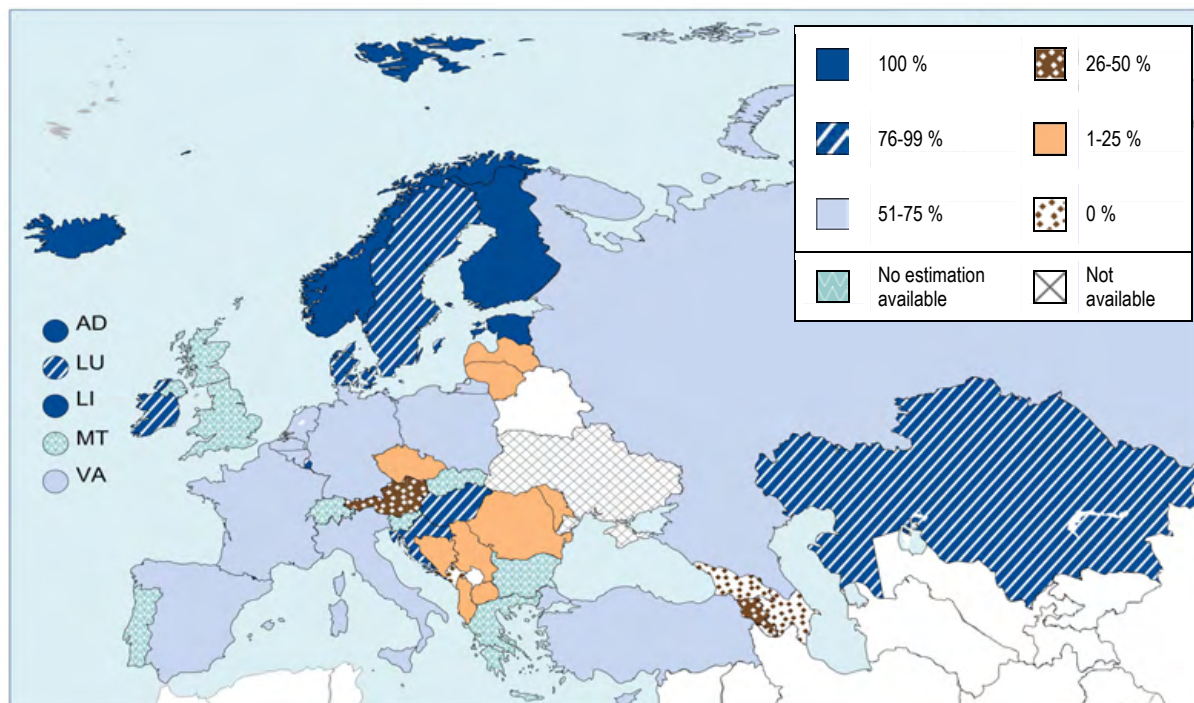 100 %
26-50 %
76-99 %
1-25 %
51-75 %
0 %
No estimation
available
Not
available
AD
LU
LI
MT
VA